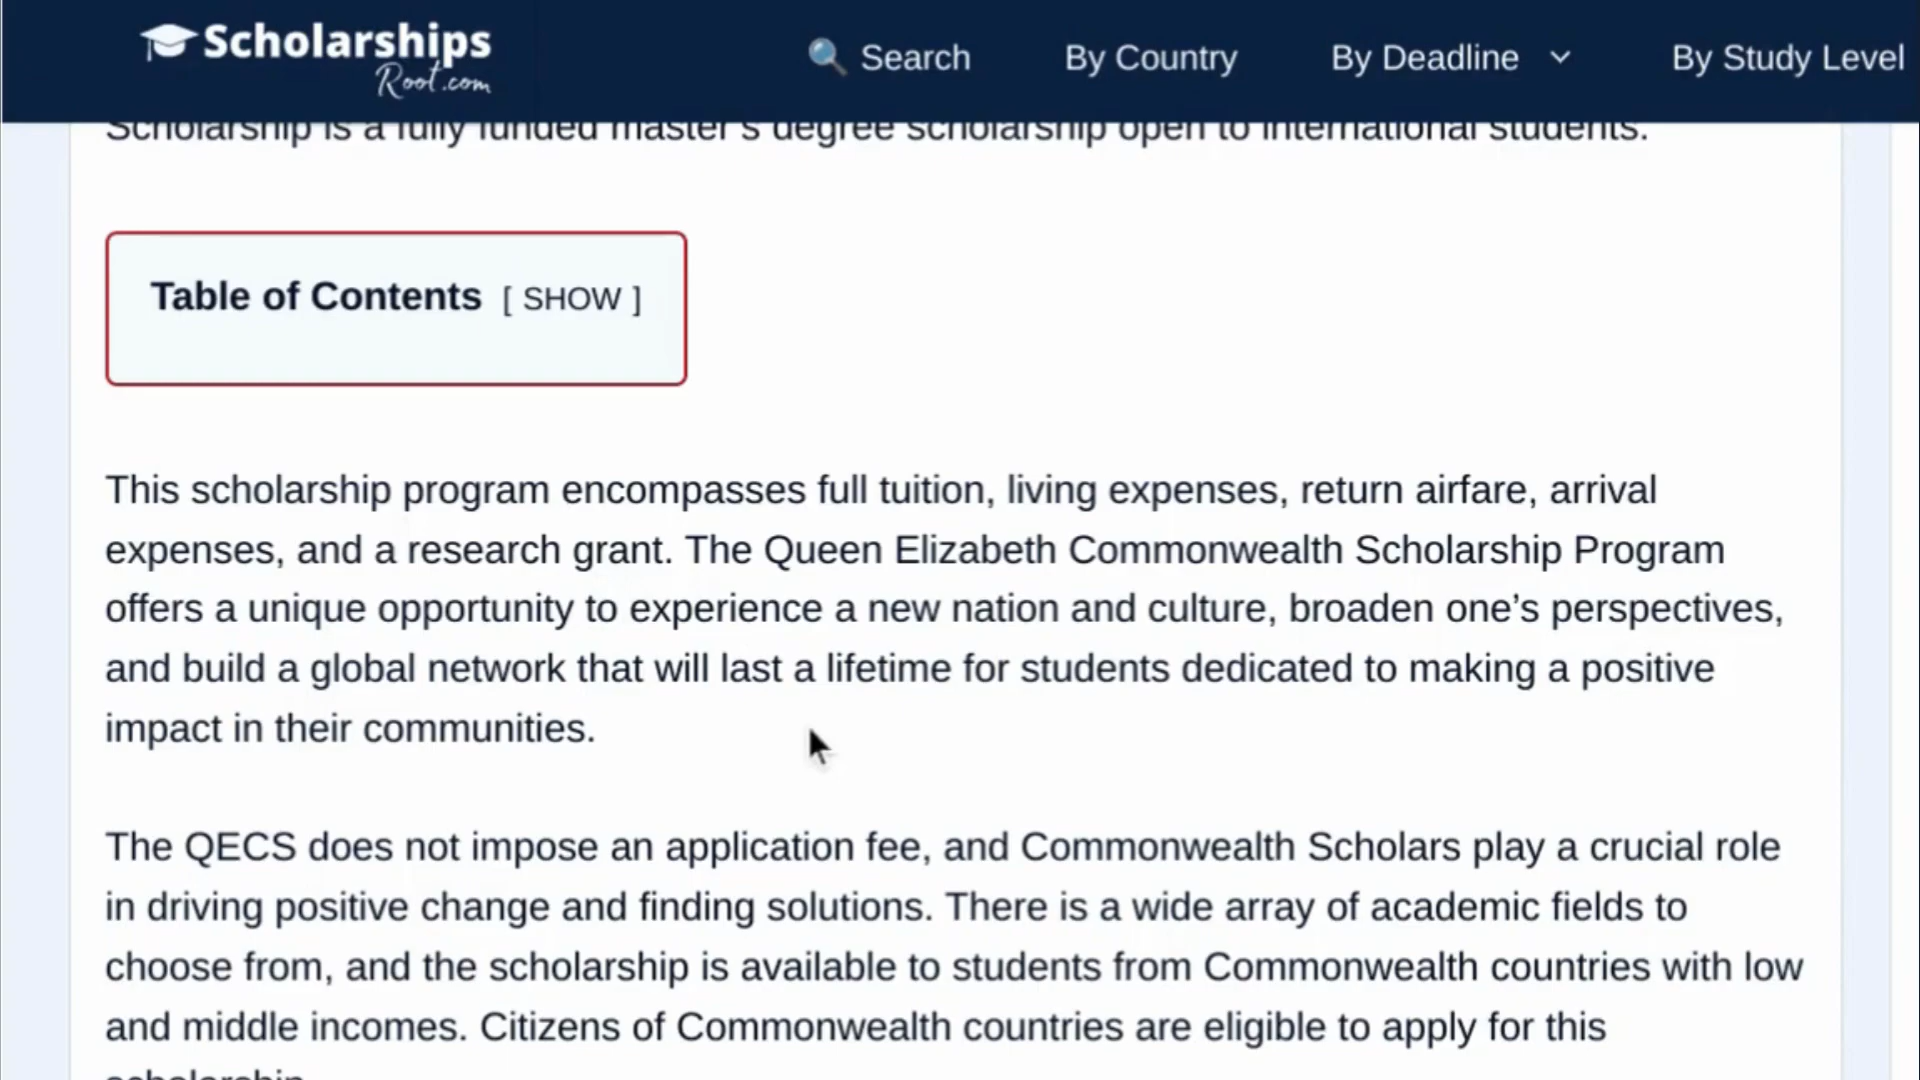 Scholarships
Root.com
Search
By Country
By Deadline
By Study Level
Scholarship is a fully funded master's degree scholarship open to international students.
Table of Contents [ SHOW ]
This scholarship program encompasses full tuition, living expenses, return airfare, arrival
expenses, and a research grant. The Queen Elizabeth Commonwealth Scholarship Program
offers a unique opportunity to experience a new nation and culture, broaden one’s perspectives,
and build a global network that will last a lifetime for students dedicated to making a positive
impact in their communities.
The QECS does not impose an application fee, and Commonwealth Scholars play a crucial role
in driving positive change and finding solutions. There is a wide array of academic fields to
choose from, and the scholarship is available to students from Commonwealth countries with low
and middle incomes. Citizens of Commonwealth countries are eligible to apply for this
scholarship.